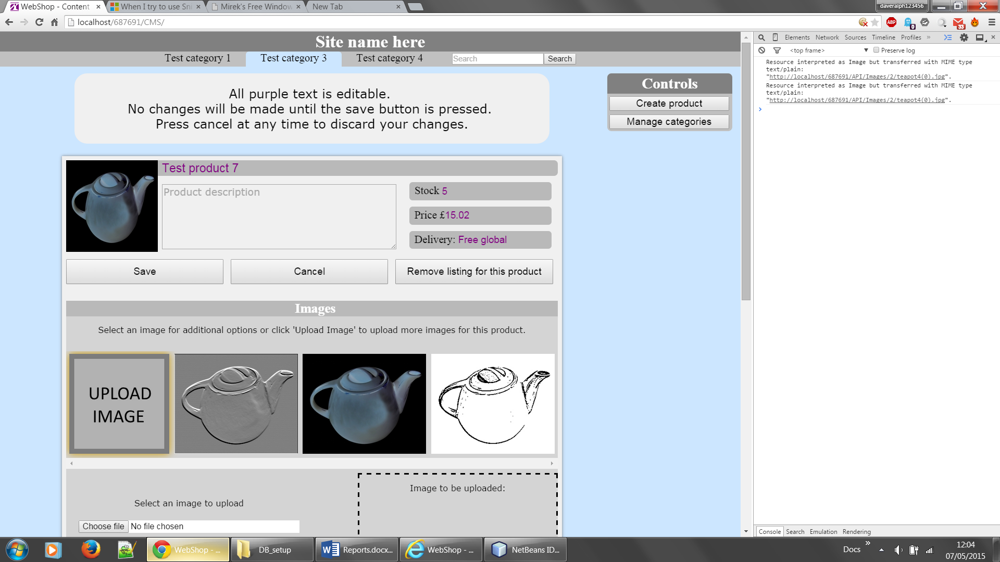 WebShop - Content
When I try to use Sni
Mirek's Free Window
New Tab
daveralph123456
localhost/687691/CMS/
ABP
0
33
Site name here
Test category 1
Test category 3
Test category 4
Search
Search
All purple text is editable.
No changes will be made until the save button is pressed.
Press cancel at any time to discard your changes.
Controls
Create product
Manage categories
Test product 7
Product description
Stock 5
Price £15.02
Delivery: Free global
Save
Cancel
Remove listing for this product
Images
Select an image for additional options or click 'Upload Image' to upload more images for this product.
UPLOAD
IMAGE
Select an image to upload
Choose file No file chosen
Image to be uploaded:
Elements Network Sources Timeline Profiles »
<top frame> ▼ Preserve log
Resource interpreted as Image but transferred with MIME type
text/plain:
"http://localhost/687691/API/Images/2/teapot4(0).jpg".
Resource interpreted as Image but transferred with MIME type
text/plain:
"http://localhost/687691/API/Images/2/teapot4(0).jpg".
Console Search Emulation Rendering
WebShop - ...
DB_setup
Reports.docx...
WebShop - ...
NetBeans ID...
Docs »
12:04
07/05/2015